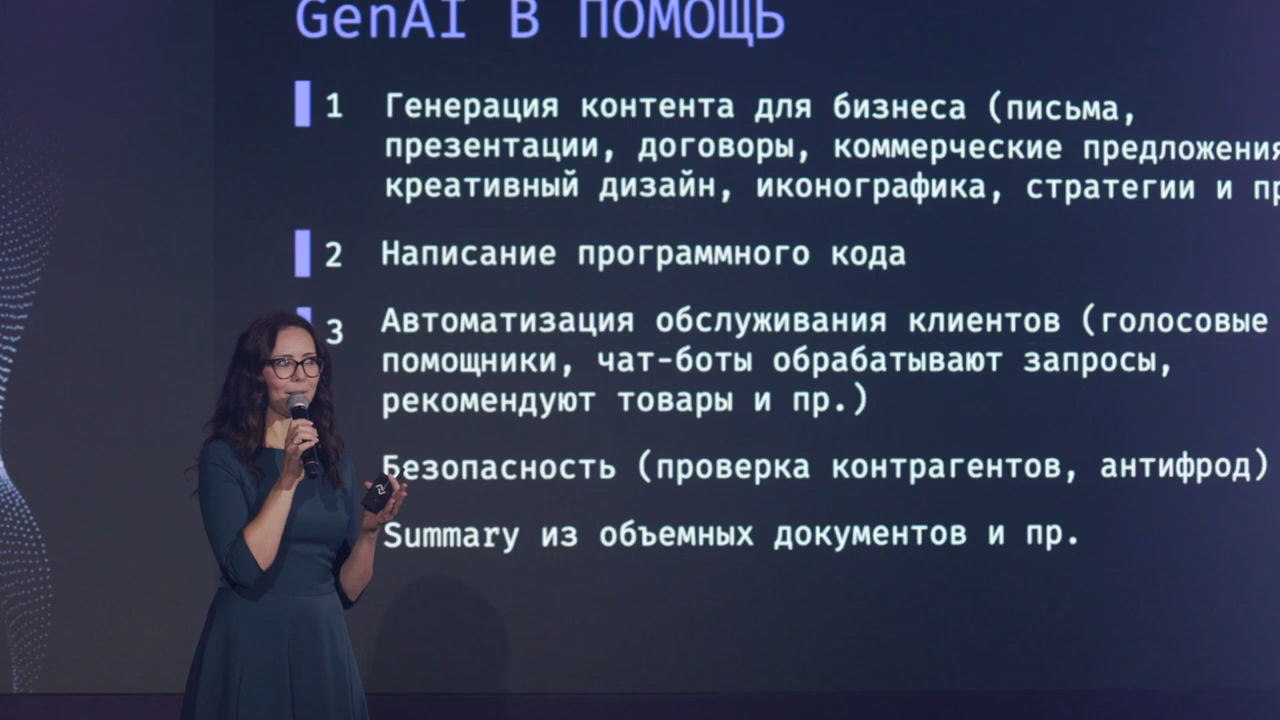 GenAI В ПОМОЩЬ
1 Генерация контента для бизнеса (письма,
презентации, договоры, коммерческие предложения
креативный дизайн, иконографика, стратегии и пр
2 Написание программного кода
3 Автоматизация обслуживания клиентов (голосовые
помощники, чат-боты обрабатывают запросы,
рекомендуют товары и пр.)
Безопасность (проверка контрагентов, антифрод)
Summary из объемных документов и пр.